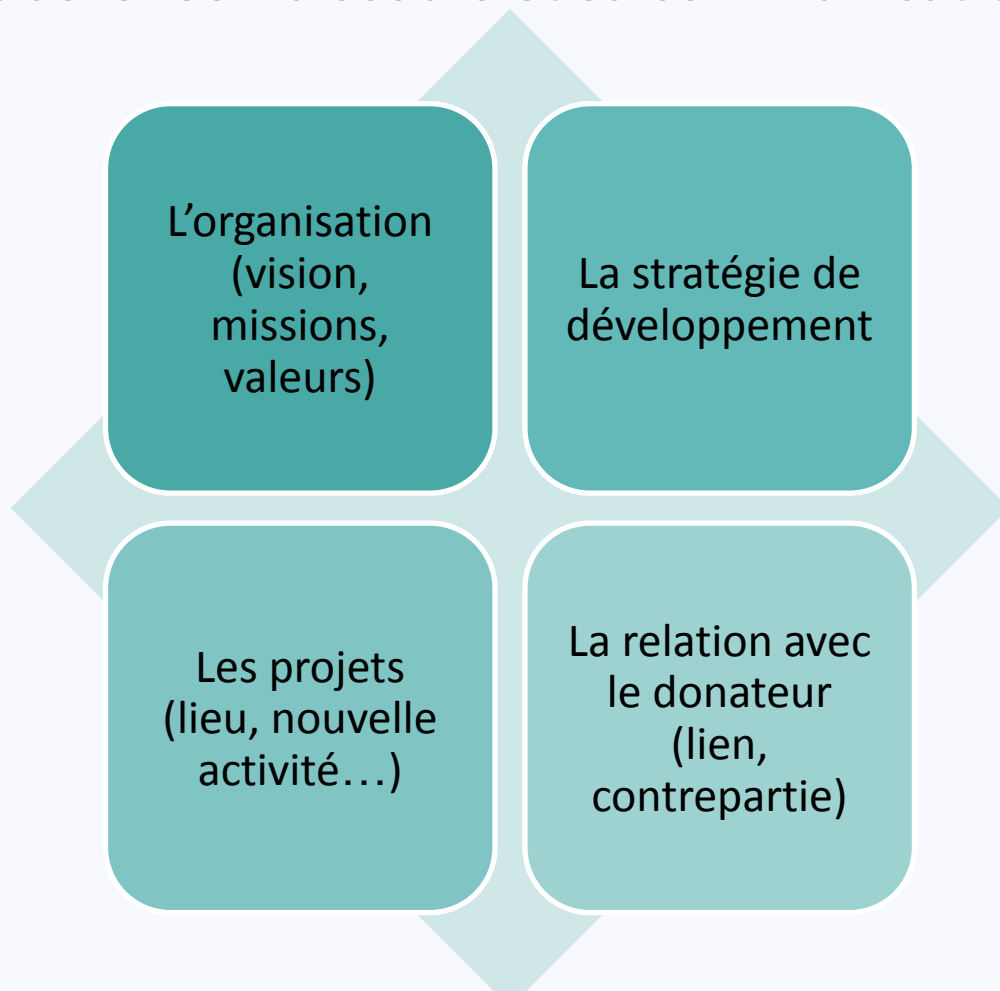 L’organisation
(vision,
missions,
valeurs)
La stratégie de
développement
Les projets
(lieu, nouvelle
activité…)
La relation avec
le donateur
(lien,
contrepartie)